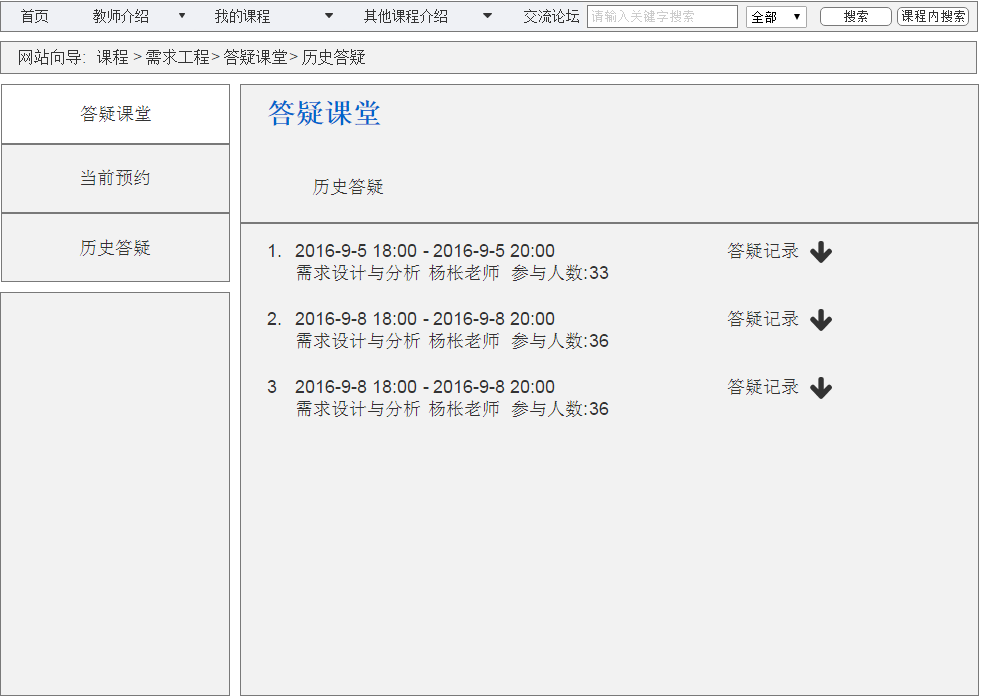 首页 教师介绍 我的课程 其他课程介绍 交流论坛 请输入关键字搜索 全部 搜索 课程内搜索
网站向导: 课程 > 需求工程> 答疑课堂> 历史答疑
答疑课堂
当前预约
历史答疑
答疑课堂
历史答疑
1. 2016-9-5 18:00 - 2016-9-5 20:00 答疑记录
需求设计与分析 杨枨老师 参与人数:33
2. 2016-9-8 18:00 - 2016-9-8 20:00 答疑记录
需求设计与分析 杨枨老师 参与人数:36
3 2016-9-8 18:00 - 2016-9-8 20:00 答疑记录
需求设计与分析 杨枨老师 参与人数:36